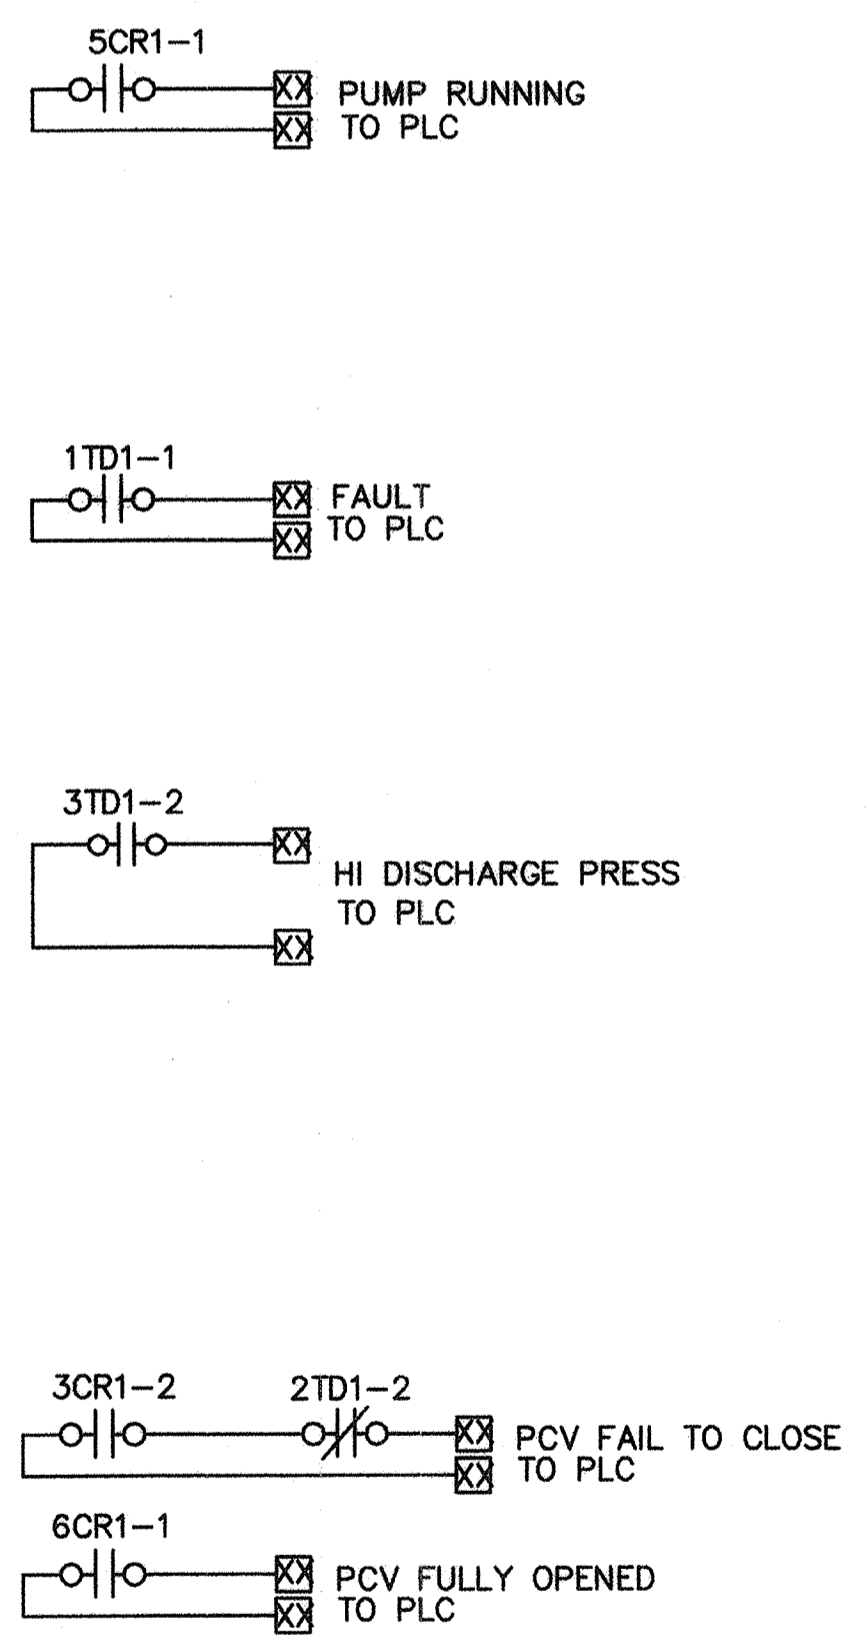 5CR1-1
XX PUMP RUNNING
XX TO PLC
1TD1-1
XX FAULT
XX TO PLC
3TD1-2
XX
HI DISCHARGE PRESS
TO PLC
XX
3CR1-2 2TD1-2
XX PCV FAIL TO CLOSE
XX TO PLC
6CR1-1
XX PCV FULLY OPENED
XX TO PLC